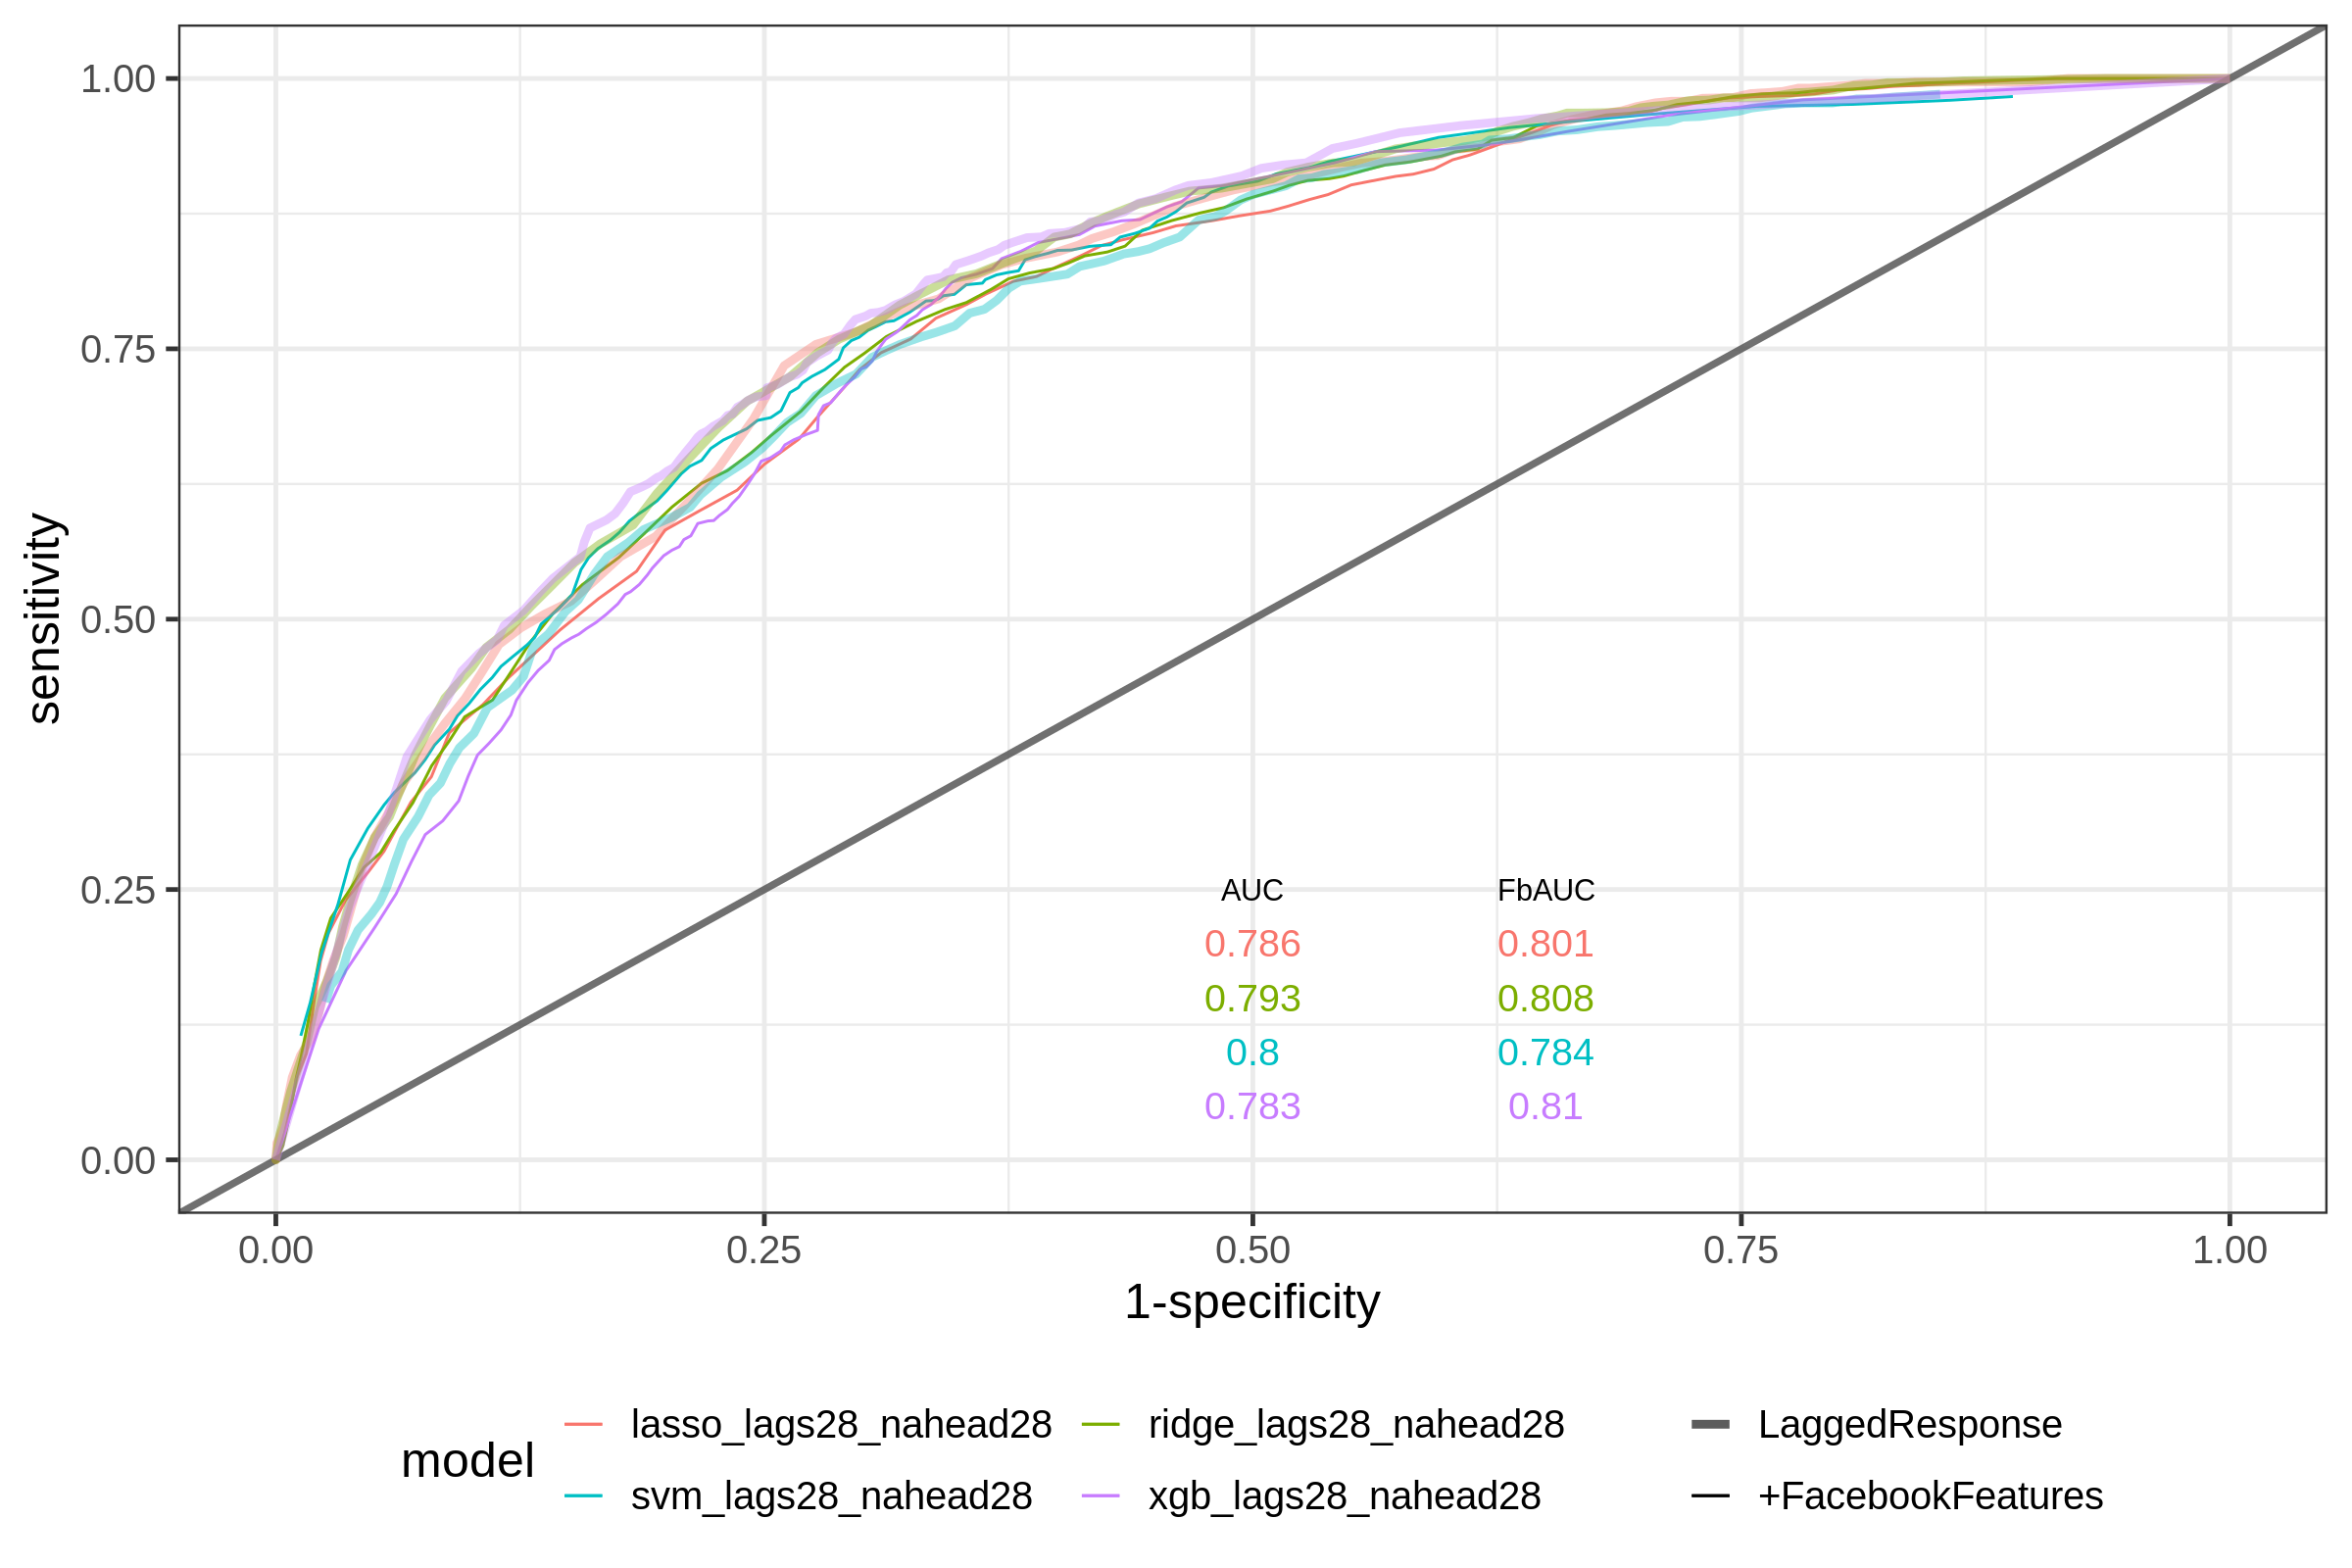 1.00
0.75
0.50
0.25
0.00
sensitivity
AUC FbAUC
0.786 0.801
0.793 0.808
0.8 0.784
0.783 0.81
0.00 0.25 0.50 0.75 1.00
1-specificity
model
lasso_lags28_nahead28 ridge_lags28_nahead28 LaggedResponse
svm_lags28_nahead28 xgb_lags28_nahead28 +FacebookFeatures